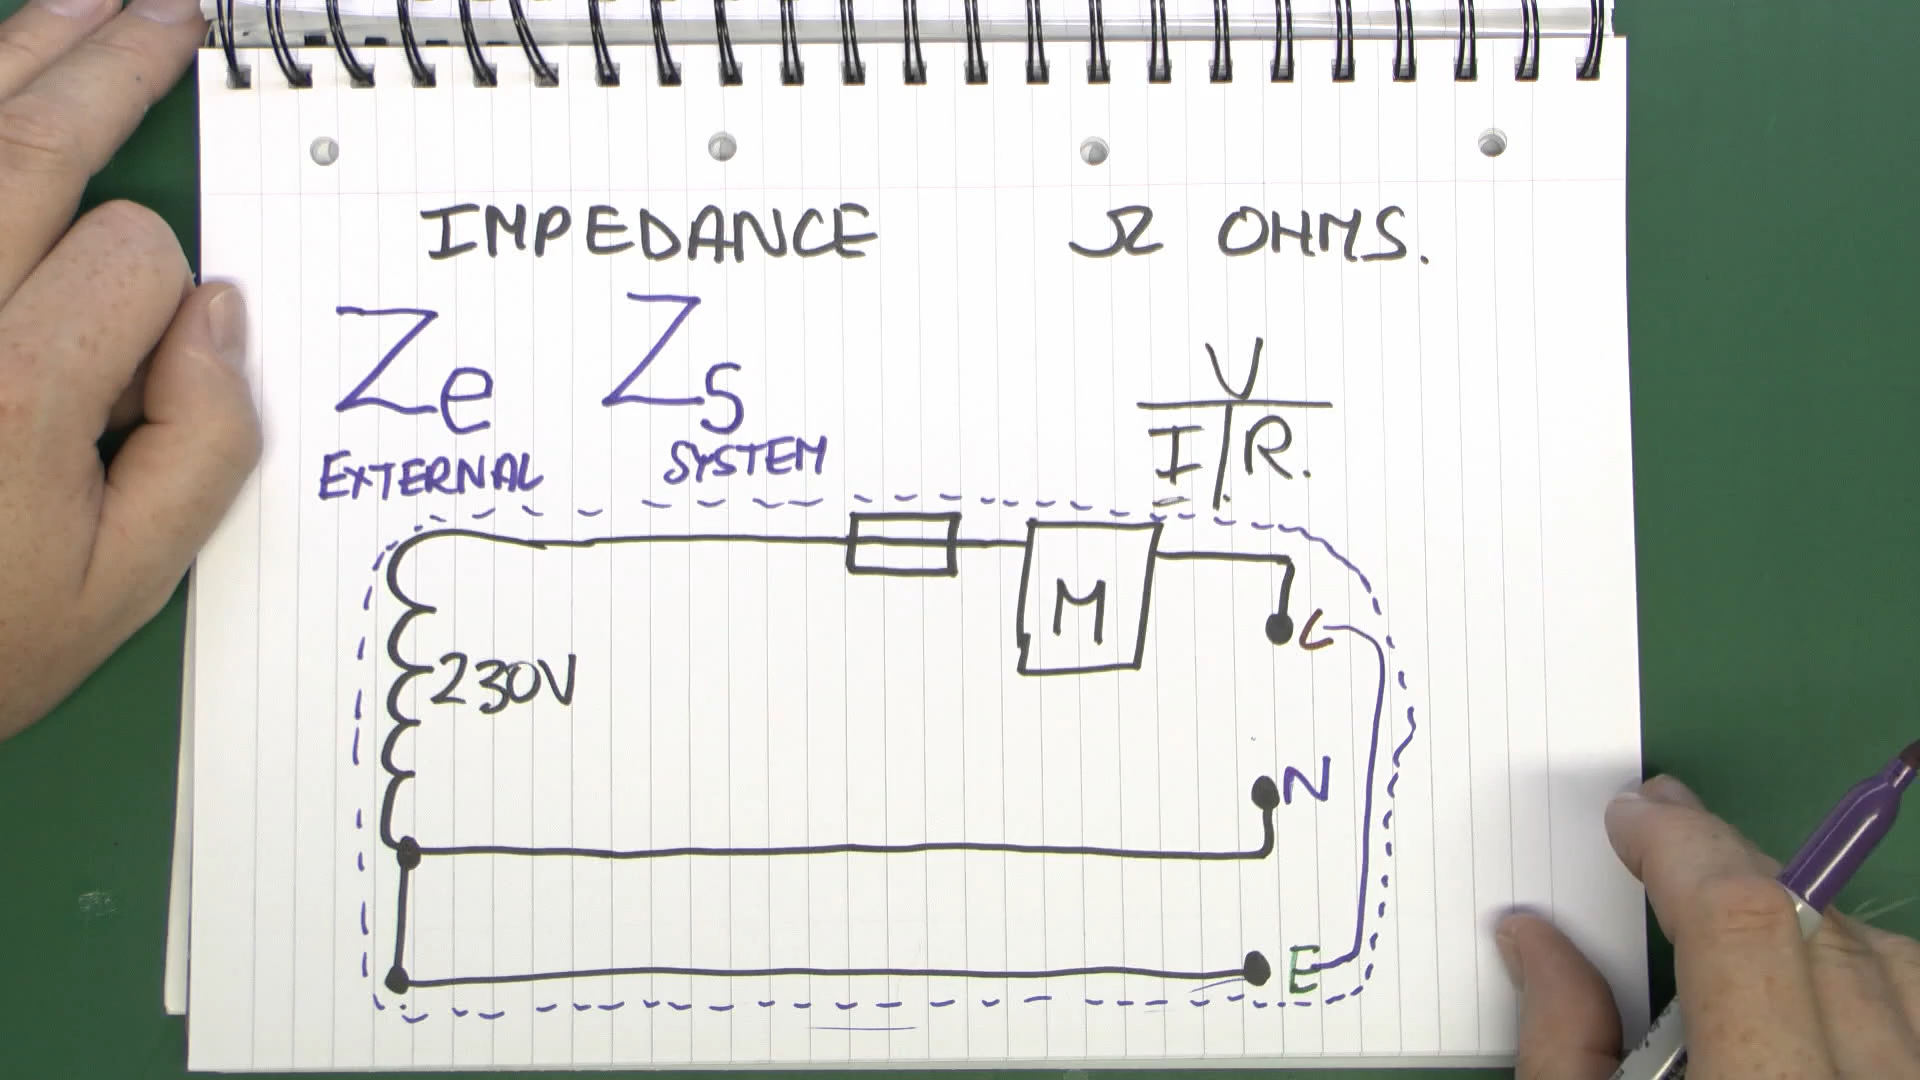 IMPEDANCE Ω OHMS.
Ze Zs
EXTERNAL SYSTEM
V
I R.
M
L
230V
N
E